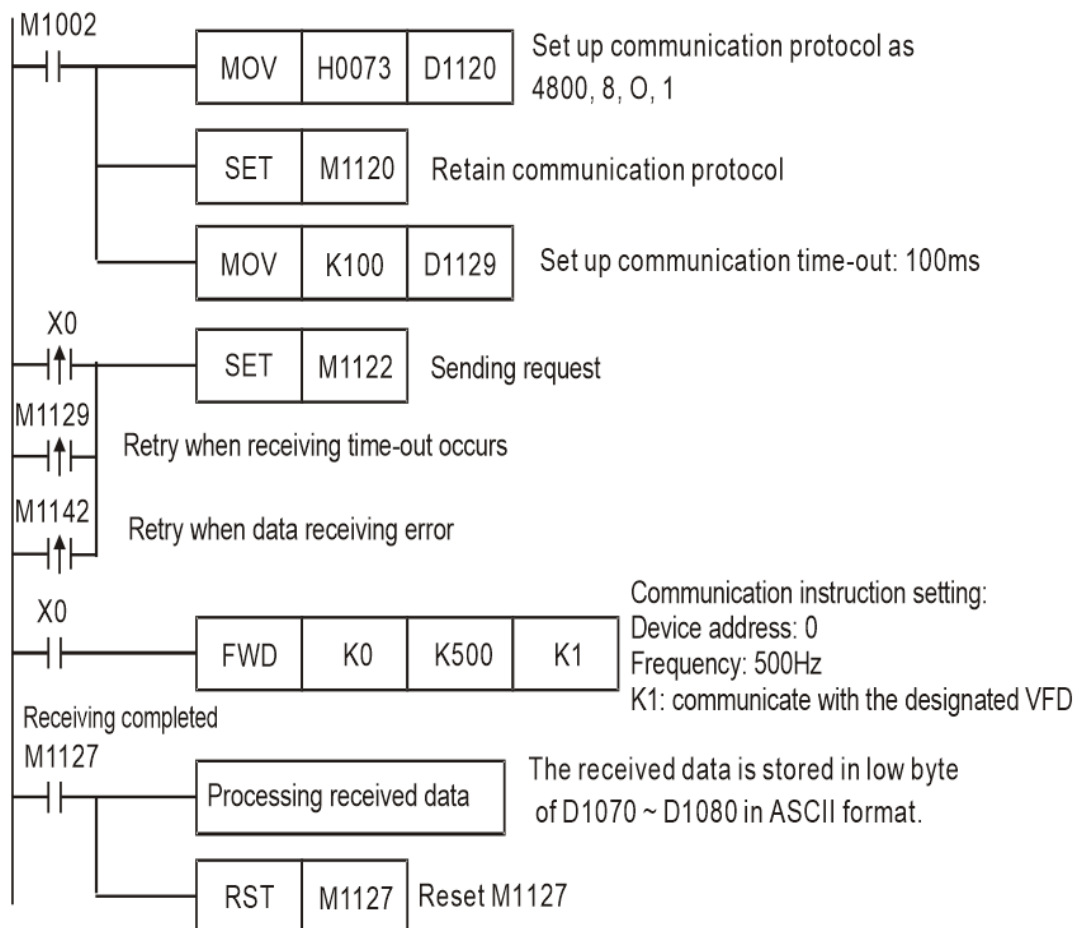 M1002
MOV H0073 D1120
Set up communication protocol as
4800, 8, O, 1
SET M1120
Retain communication protocol
MOV K100 D1129
Set up communication time-out: 100ms
X0
SET M1122
Sending request
M1129
Retry when receiving time-out occurs
M1142
Retry when data receiving error
X0
FWD K0 K500 K1
Communication instruction setting:
Device address: 0
Frequency: 500Hz
K1: communicate with the designated VFD
Receiving completed
M1127
Processing received data
The received data is stored in low byte
of D1070 ~ D1080 in ASCII format.
RST M1127
Reset M1127